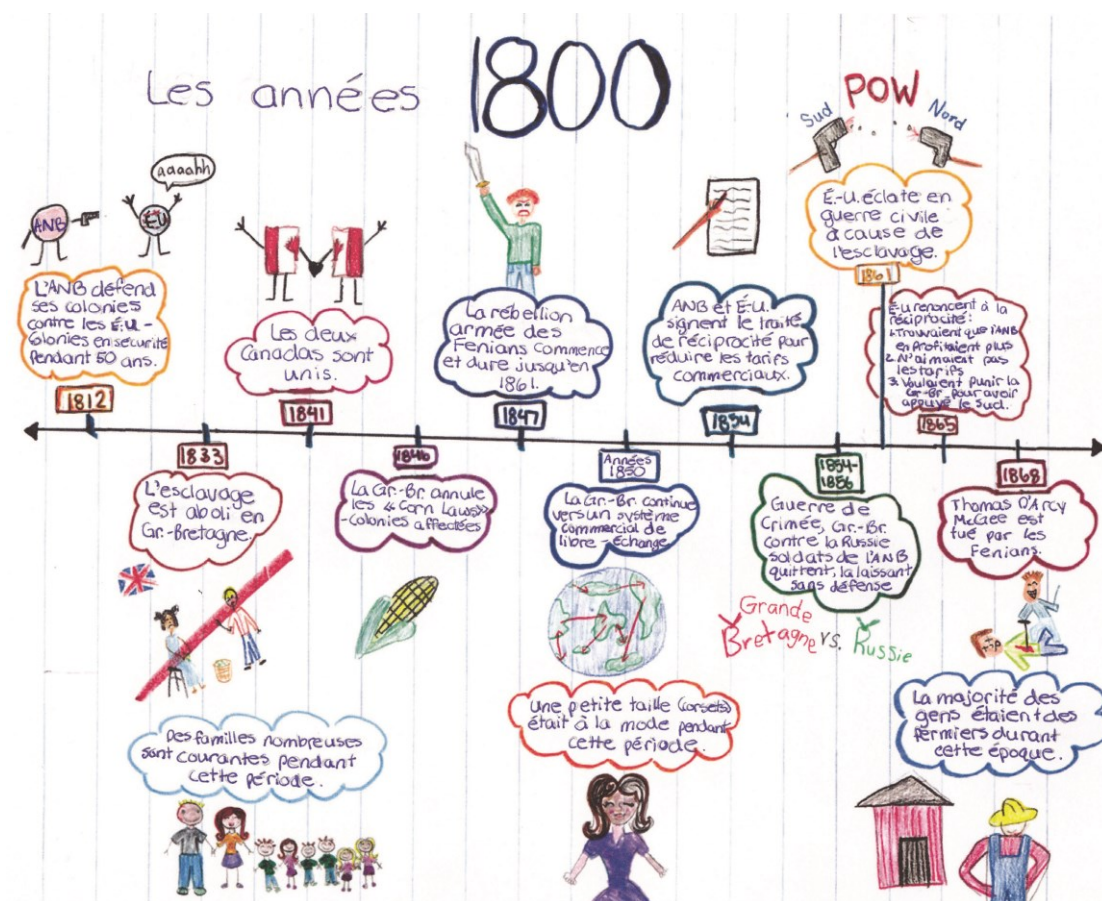 Les années 1800
POW
Sud
Nord
aaaahh
ANB
ÉU
L'ANB défend
ses colonies
contre les É.U -
colonies en sécurité
pendant 50 ans.
1812
Les deux
Canadas sont
unis.
1841
La rébellion
armée des
Fenians commence
et dure jusqu'en
1861.
1847
ANB et É-U.
signent le traité
de réciprocité pour
réduire les tarifs
commerciaux.
1854
É.-U. éclate en
guerre civile
à cause de
l'esclavage.
1861
É-U renoncent à la
réciprocité:
1. Trouvaient que l'ANB
en profitaient plus
2. N'aimaient pas
les tarifs
3. Voulaient punir la
Gr-Br. pour avoir
appuyé le Sud.
1865
1833
L'esclavage
est aboli en
Gr.-Bretagne.
1846
La Gr.-Br. annule
les « Corn Laws»
-colonies affectées
Années
1850
La Gr.-Br. continue
vers un système
commercial de
libre-échange
1854-
1856
Guerre de
Crimée, Gr.-Br.
contre la Russie
soldats de l'ANB
quittent, la laissant
sans défense
Grande
Bretagne vs. Russie
1868
Thomas D'Arcy
McGee est
tué par les
Fenians.
Des familles nombreuses
sont courantes pendant
cette période.
Une petite taille (corsets)
était à la mode pendant
cette période.
La majorité des
gens étaient des
fermiers durant
cette époque.